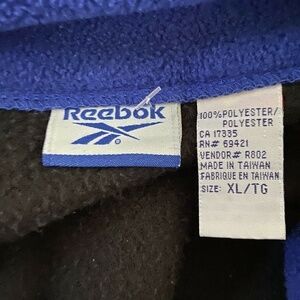 Reebok
®
100% POLYESTER/
POLYESTER
CA 17335
RN# 69421
VENDOR# R802
MADE IN TAIWAN
FABRIQUE EN TAIWAN
SIZE: XL/TG